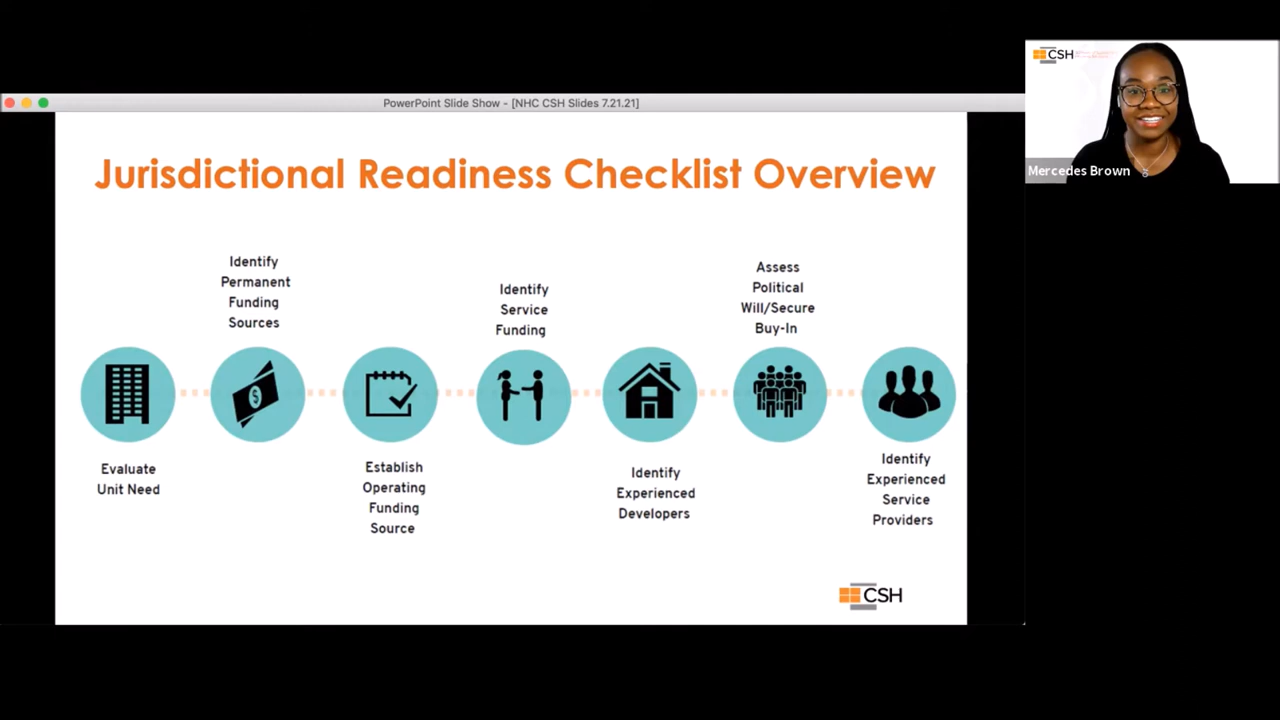 CSH
PowerPoint Slide Show - [NHC CSH Slides 7.21.21]
Mercedes Brown
Jurisdictional Readiness Checklist Overview
Identify
Permanent
Funding
Sources
Identify
Service
Funding
Assess
Political
Will/Secure
Buy-In
$
Evaluate
Unit Need
Establish
Operating
Funding
Source
Identify
Experienced
Developers
Identify
Experienced
Service
Providers
CSH